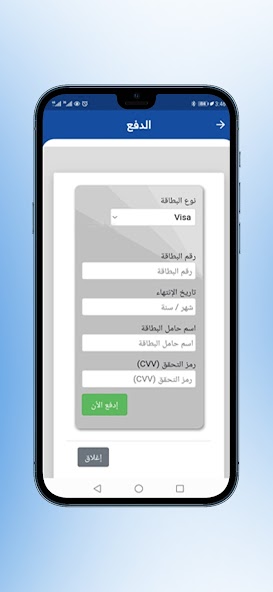 3:46
الدفع
نوع البطاقة
Visa
رقم البطاقة
رقم البطاقة
تاريخ الإنتهاء
شهر / سنة
اسم حامل البطاقة
اسم حامل البطاقة
رمز التحقق (CVV)
رمز التحقق (CVV)
إدفع الآن
إغلاق